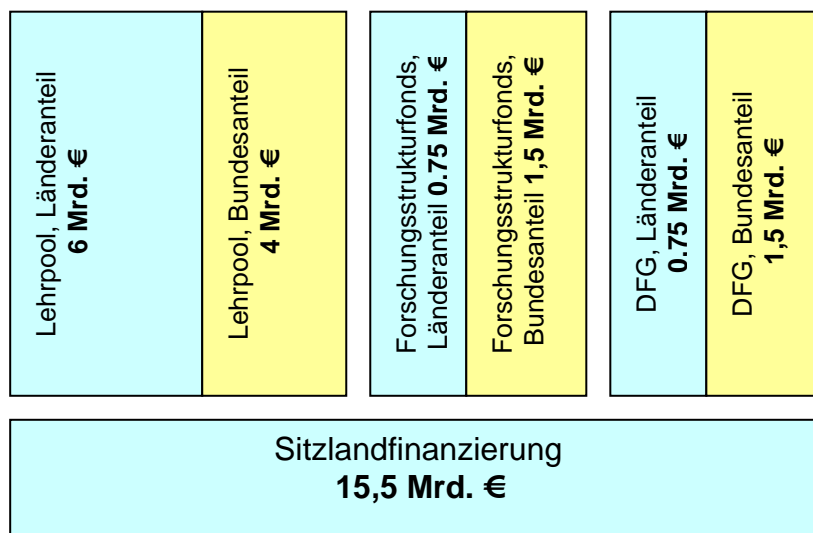 Lehrpool, Länderanteil
6 Mrd. €
Lehrpool, Bundesanteil
4 Mrd. €
Forschungsstrukturfonds,
Länderanteil 0.75 Mrd. €
Forschungsstrukturfonds,
Bundesanteil 1,5 Mrd. €
DFG, Länderanteil
0.75 Mrd. €
DFG, Bundesanteil
1,5 Mrd. €
Sitzlandfinanzierung
15,5 Mrd. €